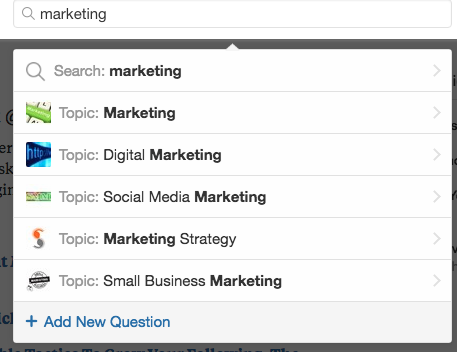 marketing
Search: marketing
Topic: Marketing
Topic: Digital Marketing
Topic: Social Media Marketing
Topic: Marketing Strategy
Topic: Small Business Marketing
+ Add New Question